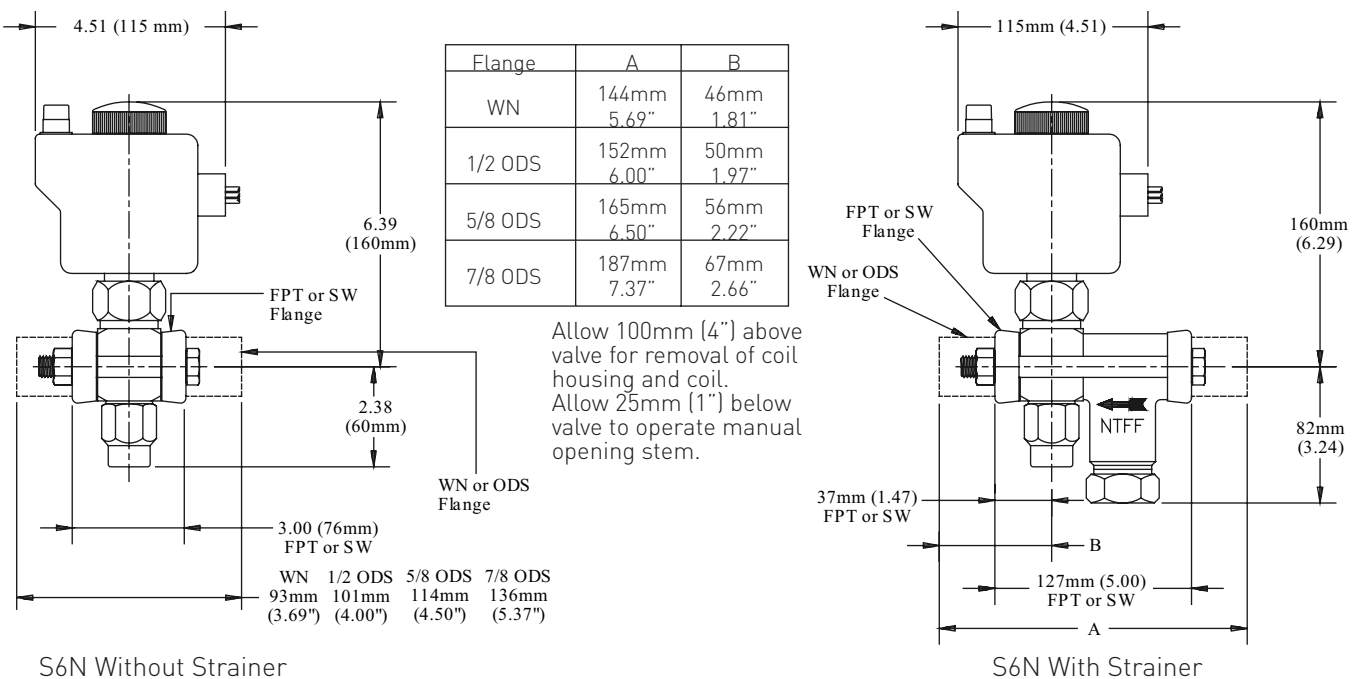 4.51 (115 mm)
6.39
(160mm)
FPT or SW
Flange
2.38
(60mm)
WN or ODS
Flange
3.00 (76mm)
FPT or SW
WN 1/2 ODS 5/8 ODS 7/8 ODS
93mm 101mm 114mm 136mm
(3.69") (4.00") (4.50") (5.37")
S6N Without Strainer
Flange A B
WN 144mm 46mm
5.69” 1.81”
1/2 ODS 152mm 50mm
6.00” 1.97”
5/8 ODS 165mm 56mm
6.50” 2.22”
7/8 ODS 187mm 67mm
7.37” 2.66”
Allow 100mm (4”) above
valve for removal of coil
housing and coil.
Allow 25mm (1”) below
valve to operate manual
opening stem.
115mm (4.51)
FPT or SW
Flange
WN or ODS
Flange
160mm
(6.29)
NTFF
82mm
(3.24)
37mm (1.47)
FPT or SW
B
127mm (5.00)
FPT or SW
A
S6N With Strainer